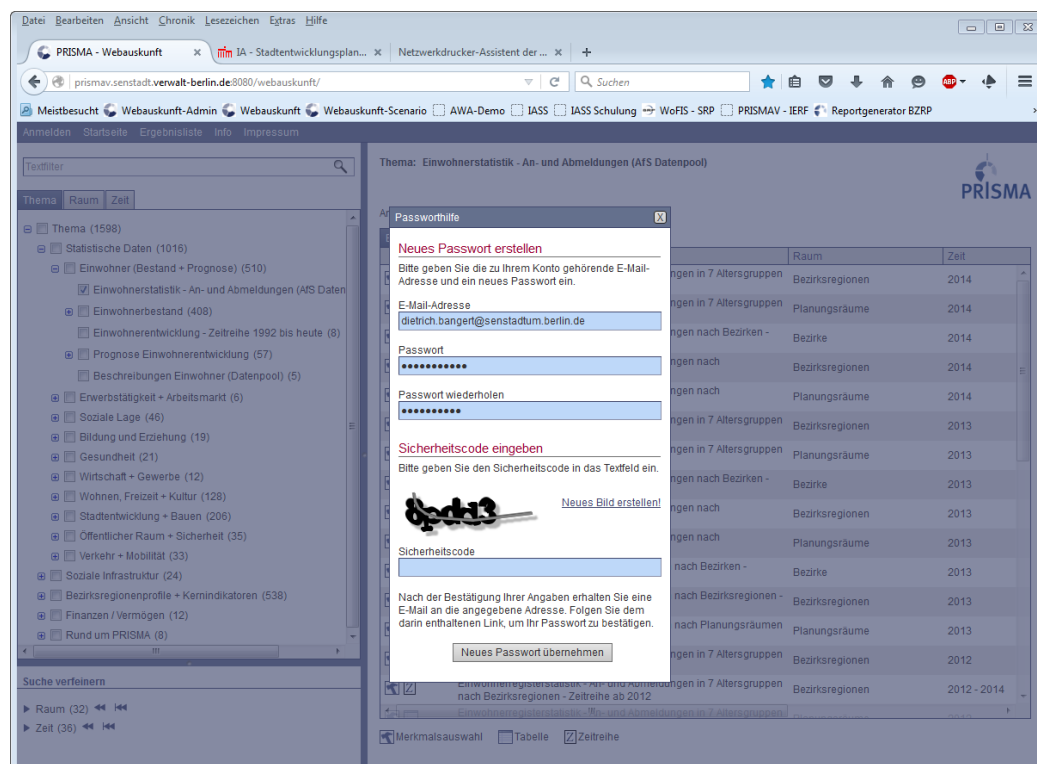 Datei Bearbeiten Ansicht Chronik Lesezeichen Extras Hilfe
PRISMA - Webauskunft
IA - Stadtentwicklungsplan...
Netzwerkdrucker-Assistent der ...
prismav.senstadt.verwalt-berlin.de:8080/webauskunft/
Suchen
Meistbesucht Webauskunft-Admin Webauskunft Webauskunft-Scenario AWA-Demo IASS IASS Schulung WoFIS - SRP PRISMAV - IERF Reportgenerator BZRP
Anmelden Startseite Ergebnisliste Info Impressum
Textfilter
Thema Raum Zeit
Thema (1598)
Statistische Daten (1016)
Einwohner (Bestand + Prognose) (510)
Einwohnerstatistik - An- und Abmeldungen (AfS Daten
Einwohnerbestand (408)
Einwohnerentwicklung - Zeitreihe 1992 bis heute (8)
Prognose Einwohnerentwicklung (57)
Beschreibungen Einwohner (Datenpool) (5)
Erwerbstätigkeit + Arbeitsmarkt (6)
Soziale Lage (46)
Bildung und Erziehung (19)
Gesundheit (21)
Wirtschaft + Gewerbe (12)
Wohnen, Freizeit + Kultur (128)
Stadtentwicklung + Bauen (206)
Öffentlicher Raum + Sicherheit (35)
Verkehr + Mobilität (33)
Soziale Infrastruktur (24)
Bezirksregionenprofile + Kernindikatoren (538)
Finanzen / Vermögen (12)
Rund um PRISMA (8)
Suche verfeinern
Raum (32)
Zeit (36)
Thema: Einwohnerstatistik - An- und Abmeldungen (AfS Datenpool)
PRISMA
Passworthilfe
Neues Passwort erstellen
Bitte geben Sie die zu Ihrem Konto gehörende E-Mail-
Adresse und ein neues Passwort ein.
E-Mail-Adresse
dietrich.bangert@senstadtum.berlin.de
Passwort
●●●●●●●●●●●
Passwort wiederholen
●●●●●●●●●●
Sicherheitscode eingeben
Bitte geben Sie den Sicherheitscode in das Textfeld ein.
Neues Bild erstellen!
Sicherheitscode
Nach der Bestätigung Ihrer Angaben erhalten Sie eine
E-Mail an die angegebene Adresse. Folgen Sie dem
darin enthaltenen Link, um Ihr Passwort zu bestätigen.
Neues Passwort übernehmen
Raum Zeit
ngen in 7 Altersgruppen Bezirksregionen 2014
ngen in 7 Altersgruppen Planungsräume 2014
ngen nach Bezirken - Bezirke 2014
ngen nach Bezirksregionen 2014
ngen nach Planungsräume 2014
ngen in 7 Altersgruppen Bezirksregionen 2013
ngen in 7 Altersgruppen Planungsräume 2013
ngen nach Bezirken - Bezirke 2013
ngen nach Bezirksregionen 2013
ngen nach Planungsräume 2013
nach Bezirken - Bezirke 2013
nach Bezirksregionen - Bezirksregionen 2013
nach Planungsräumen Planungsräume 2013
ngen in 7 Altersgruppen Bezirksregionen 2012
Einwohnerregisterstatistik - An- und Abmeldungen in 7 Altersgruppen
nach Bezirksregionen - Zeitreihe ab 2012 Bezirksregionen 2012 - 2014
Einwohnerregisterstatistik - An- und Abmeldungen in 7 Altersgruppen
Merkmalsauswahl Tabelle Z Zeitreihe